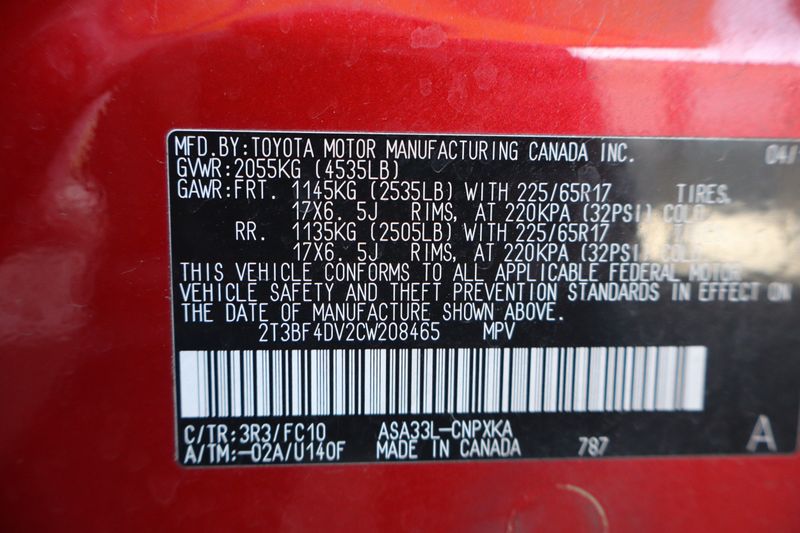 MFD.BY:TOYOTA MOTOR MANUFACTURING CANADA INC. 04/
GVWR:2055KG (4535LB)
GAWR:FRT. 1145KG (2535LB) WITH 225/65R17 TIRES.
17X6. 5J RIMS, AT 220KPA (32PSI) COLD.
RR. 1135KG (2505LB) WITH 225/65R17
17X6. 5J RIMS, AT 220KPA (32PSI) COLD.
THIS VEHICLE CONFORMS TO ALL APPLICABLE FEDERAL MOTOR
VEHICLE SAFETY AND THEFT PREVENTION STANDARDS IN EFFECT ON
THE DATE OF MANUFACTURE SHOWN ABOVE.
2T3BF4DV2CW208465 MPV
C/TR:3R3/FC10 ASA33L-CNPXKA
A/TM:-02A/U140F MADE IN CANADA 787 A